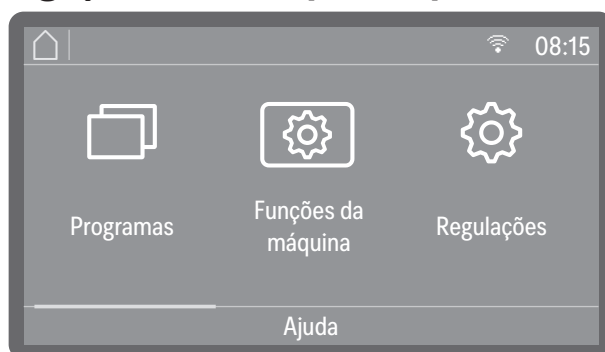 08:15
Programas
Funções da
máquina
Regulações
Ajuda